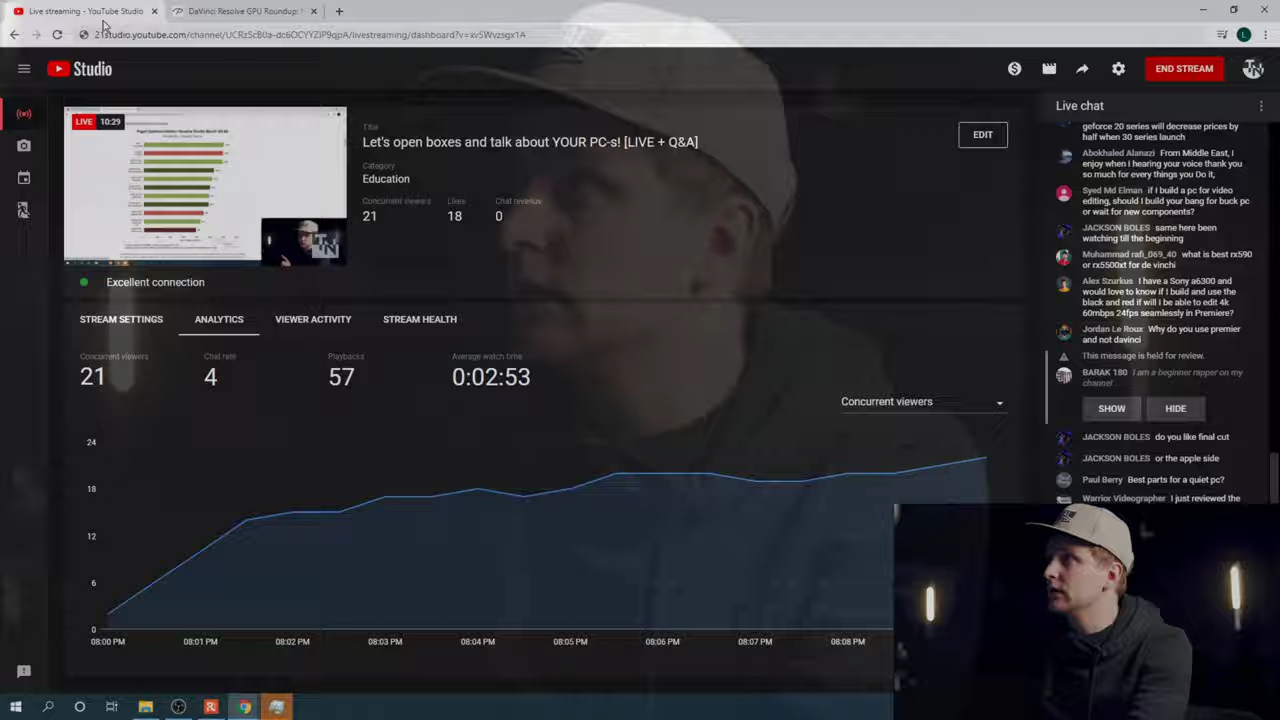 Live streaming - YouTube Studio
DaVinci Resolve GPU Roundup:
Studio
END STREAM
LIVE 10:29
Title
Let's open boxes and talk about YOUR PC-s! [LIVE + Q&A]
EDIT
Category
Education
Concurrent viewers
Likes
Chat revenue
21
18
0
Excellent connection
STREAM SETTINGS
ANALYTICS
VIEWER ACTIVITY
STREAM HEALTH
Concurrent viewers
Chat rate
Playbacks
Average watch time
21
4
57
0:02:53
Concurrent viewers
24
18
12
6
0
08:00 PM
08:01 PM
08:02 PM
08:03 PM
08:04 PM
08:05 PM
08:06 PM
08:07 PM
08:08 PM
Live chat
geforce 20 series will decrease prices by
half when 30 series launch
Abokhaled Alanazi From Middle East, I
enjoy when I hearing your voice thank you
so much for every things you Do it,
Syed Md Elman if I build a pc for video
editing, should I build your bang for buck pc
or wait for new components?
JACKSON BOLES same here been
watching till the beginning
Muhammad rafi_069_40 what is best rx590
or rx5500xt for de vinchi
Alex Szurkus I have a Sony a6300 and
would love to know if I build and use the
black and red if will I be able to edit 4k
60mbps 24fps seamlessly in Premiere?
Jordan Le Roux Why do you use premier
and not davinci
This message is held for review.
BARAK 180 I am a beginner rapper on my
channel
SHOW
HIDE
JACKSON BOLES do you like final cut
JACKSON BOLES or the apple side
Paul Berry Best parts for a quiet pc?
Warrior Videographer I just reviewed the